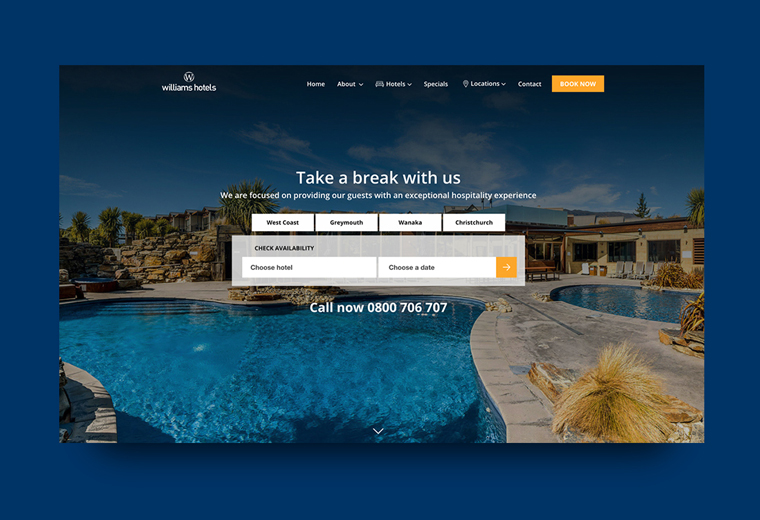 williams hotels
Home About Hotels Specials Locations Contact BOOK NOW
Take a break with us
We are focused on providing our guests with an exceptional hospitality experience
West Coast Greymouth Wanaka Christchurch
CHECK AVAILABILITY
Choose hotel Choose a date
Call now 0800 706 707